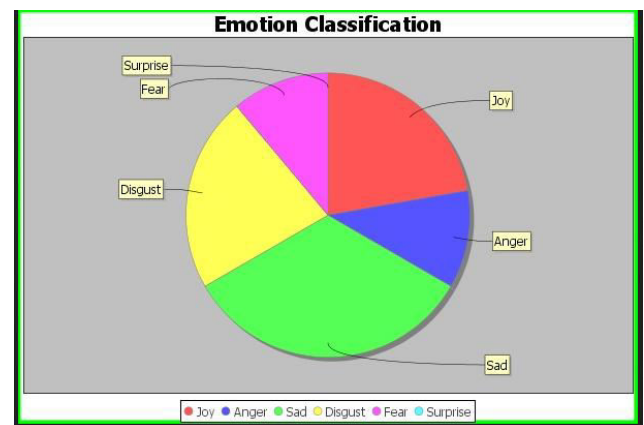 Emotion Classification
Surprise
Fear
Joy
Disgust
Anger
Sad
Joy Anger Sad Disgust Fear Surprise